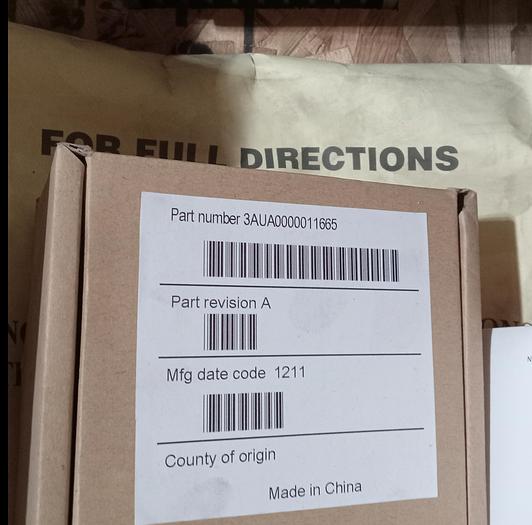 FOR FULL DIRECTIONS
Part number 3AUA0000011665
Part revision A
Mfg date code 1211
County of origin
Made in China